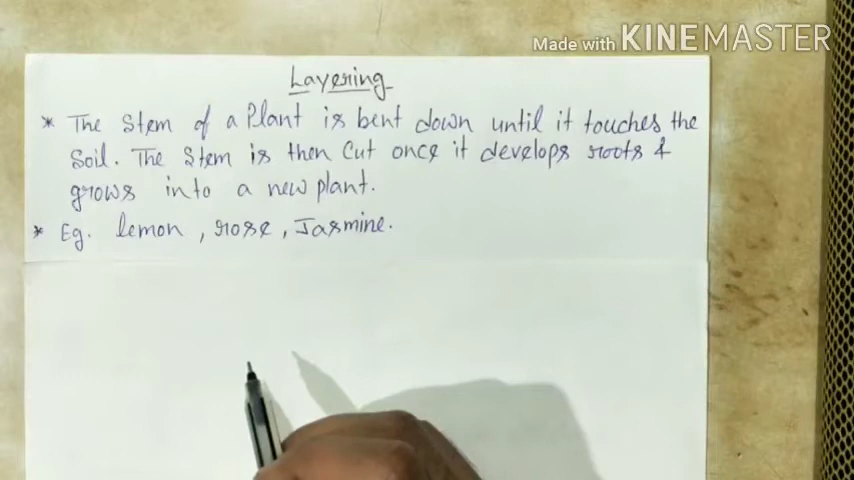 Made with KINEMASTER
Layering
* The Stem of a Plant is bent down until it touches the
Soil. The Stem is then Cut once it develops roots &
grows into a new plant.
* Eg. lemon, rose, Jasmine.